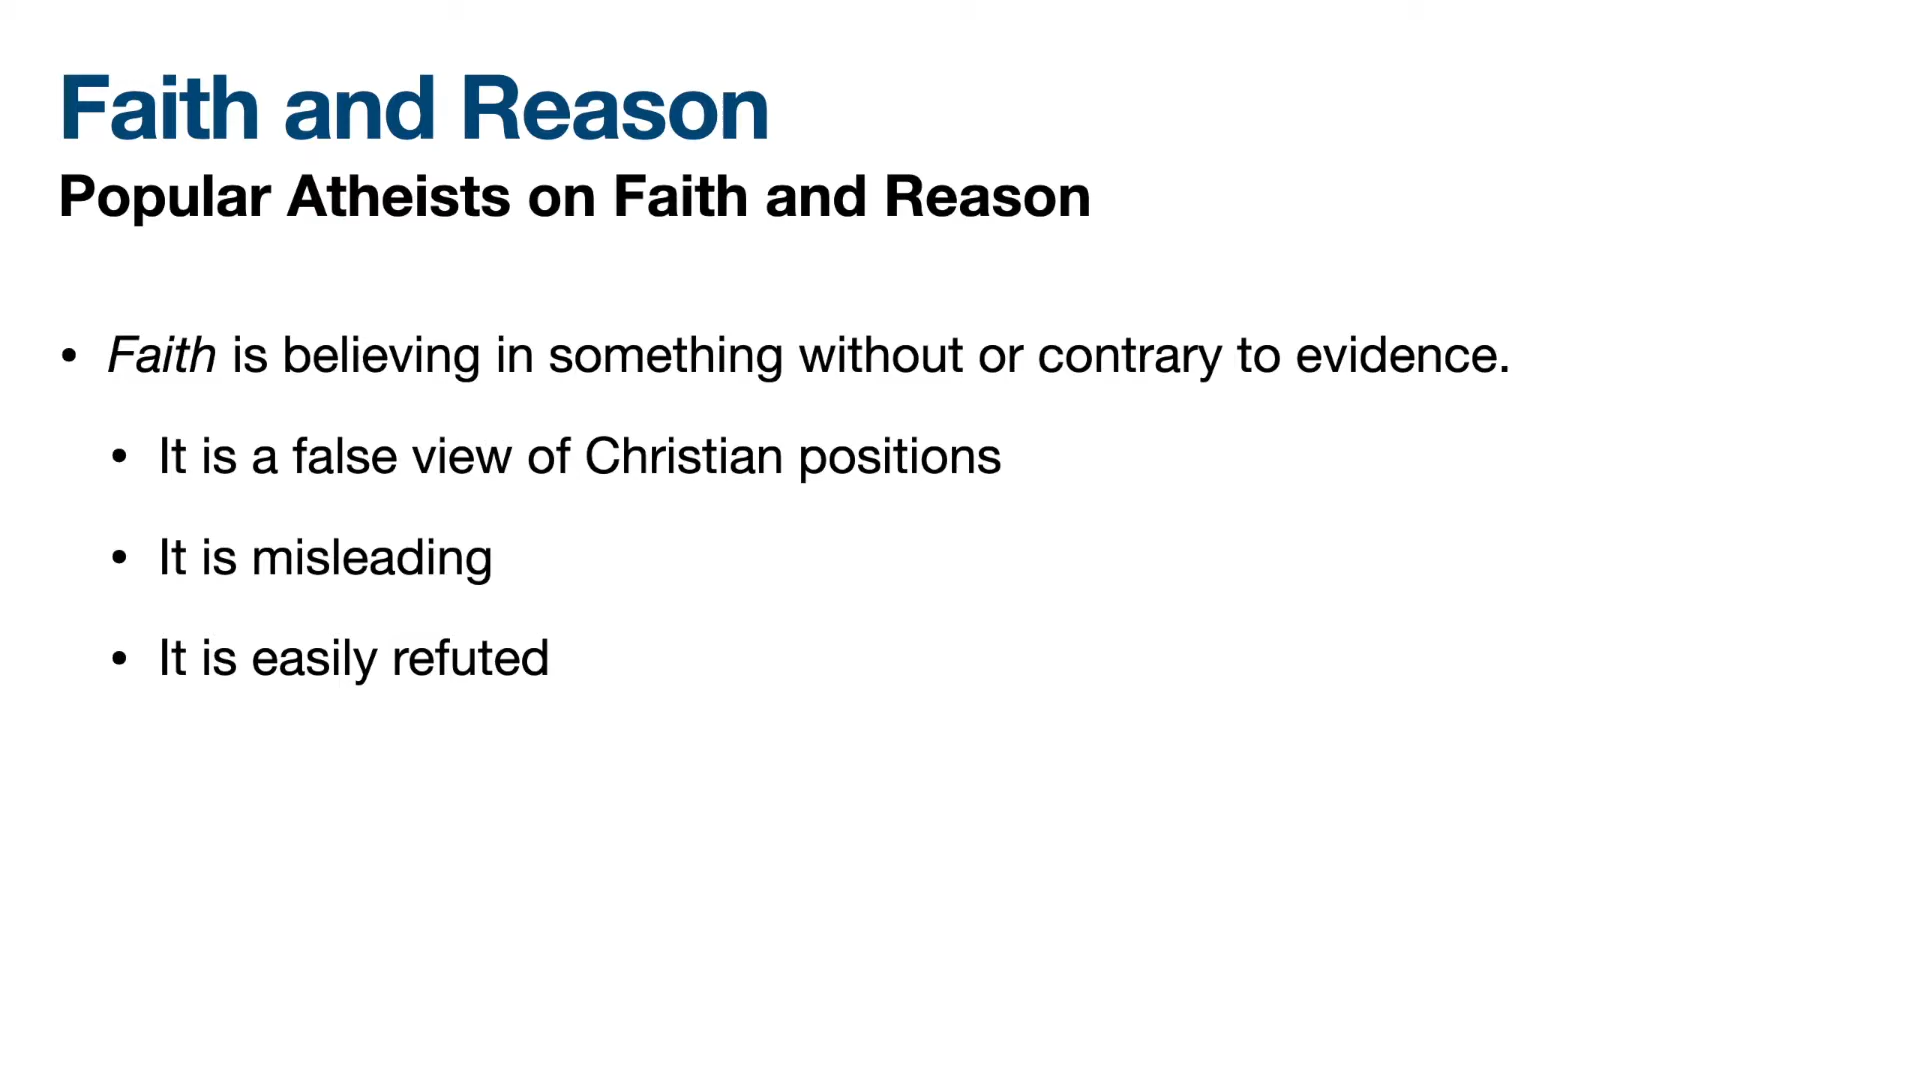 Faith and Reason
Popular Atheists on Faith and Reason
• Faith is believing in something without or contrary to evidence.
• It is a false view of Christian positions
• It is misleading
• It is easily refuted